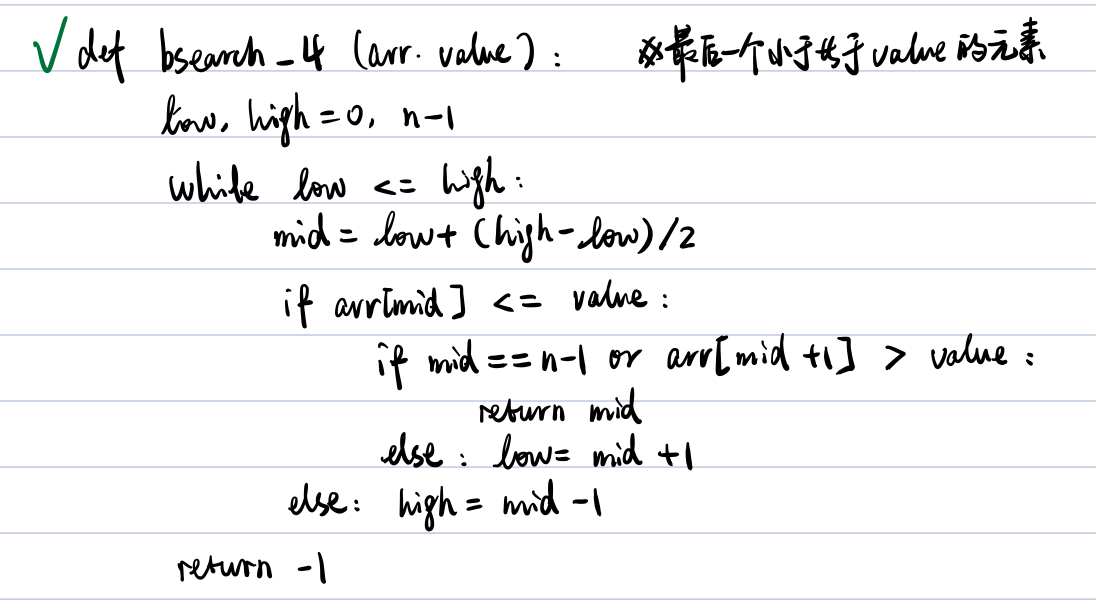 ✓ def bsearch_4 (arr. value): ※最后一个小于等于value的元素
low, high = 0, n-1
while low <= high:
mid = low + (high-low)/2
if arr[mid] <= value:
if mid == n-1 or arr[mid+1] > value:
return mid
else: low = mid +1
else: high = mid -1
return -1